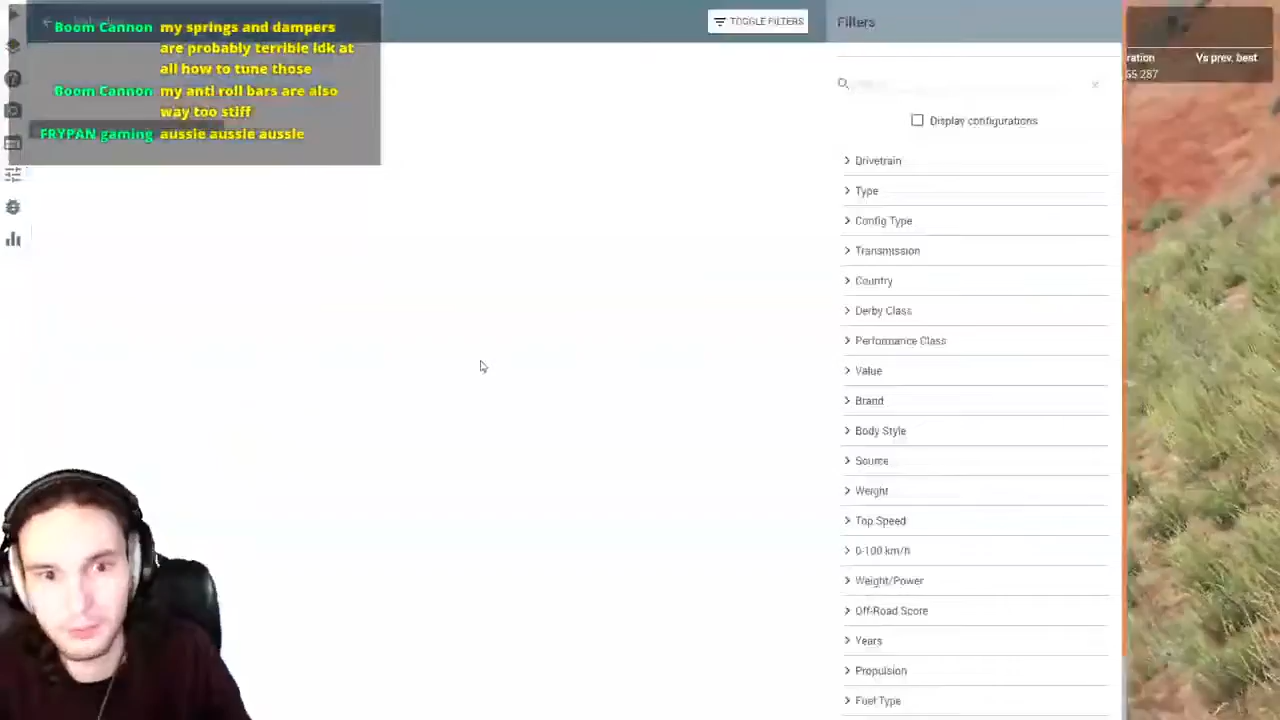 Boom Cannon my springs and dampers
are probably terrible idk at
all how to tune those
Boom Cannon my anti roll bars are also
way too stiff
FRYPAN gaming aussie aussie aussie
TOGGLE FILTERS
Filters
Display configurations
Drivetrain
Type
Config Type
Transmission
Country
Derby Class
Performance Class
Value
Brand
Body Style
Source
Weight
Top Speed
0-100 km/h
Weight/Power
Off-Road Score
Years
Propulsion
Fuel Type
ration Vs prev. best
287